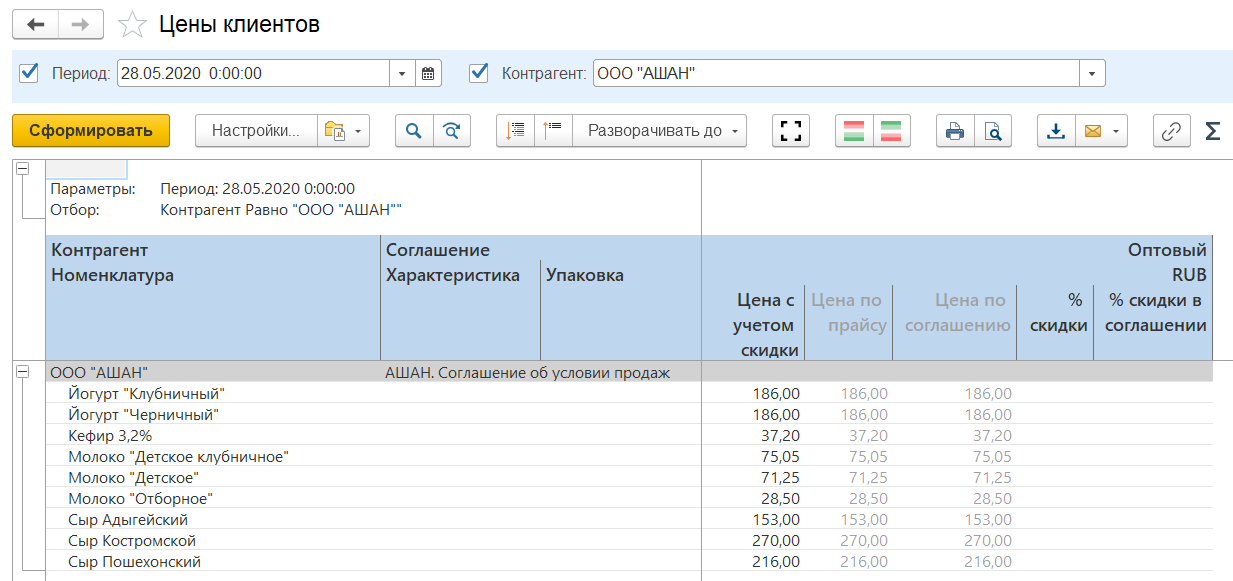 Цены клиентов
Период: 28.05.2020 0:00:00 Контрагент: ООО "АШАН"
Сформировать Настройки... Разворачивать до Σ
Параметры: Период: 28.05.2020 0:00:00
Отбор: Контрагент Равно "ООО "АШАН""
Контрагент Соглашение Оптовый
Номенклатура Характеристика Упаковка RUB
Цена с Цена по Цена по % % скидки в
учетом прайсу соглашению скидки соглашении
скидки
ООО "АШАН" АШАН. Соглашение об условии продаж
Йогурт "Клубничный" 186,00 186,00 186,00
Йогурт "Черничный" 186,00 186,00 186,00
Кефир 3,2% 37,20 37,20 37,20
Молоко "Детское клубничное" 75,05 75,05 75,05
Молоко "Детское" 71,25 71,25 71,25
Молоко "Отборное" 28,50 28,50 28,50
Сыр Адыгейский 153,00 153,00 153,00
Сыр Костромской 270,00 270,00 270,00
Сыр Пошехонский 216,00 216,00 216,00